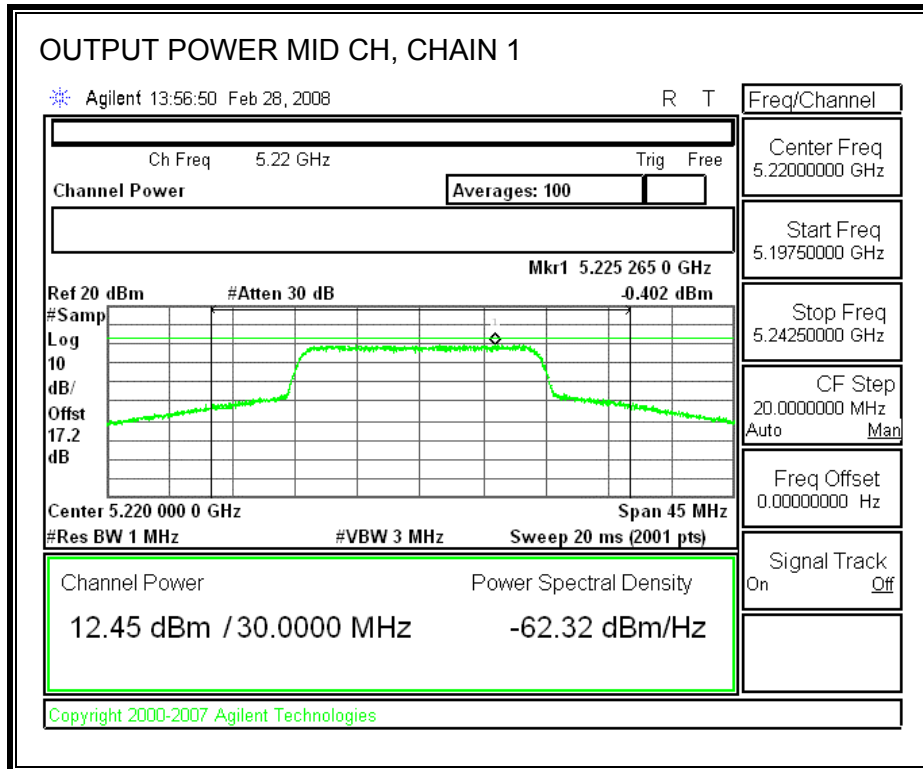 OUTPUT POWER MID CH, CHAIN 1
Agilent 13:56:50 Feb 28, 2008 R T
Freq/Channel
Ch Freq 5.22 GHz Trig Free
Channel Power Averages: 100
Mkr1 5.225 265 0 GHz
Ref 20 dBm #Atten 30 dB -0.402 dBm
#Samp
Log
10
dB/
Offst
17.2
dB
1
Center 5.220 000 0 GHz Span 45 MHz
#Res BW 1 MHz #VBW 3 MHz Sweep 20 ms (2001 pts)
Channel Power Power Spectral Density
12.45 dBm / 30.0000 MHz -62.32 dBm/Hz
Center Freq
5.22000000 GHz
Start Freq
5.19750000 GHz
Stop Freq
5.24250000 GHz
CF Step
20.0000000 MHz
Auto Man
Freq Offset
0.00000000 Hz
Signal Track
On Off
Copyright 2000-2007 Agilent Technologies